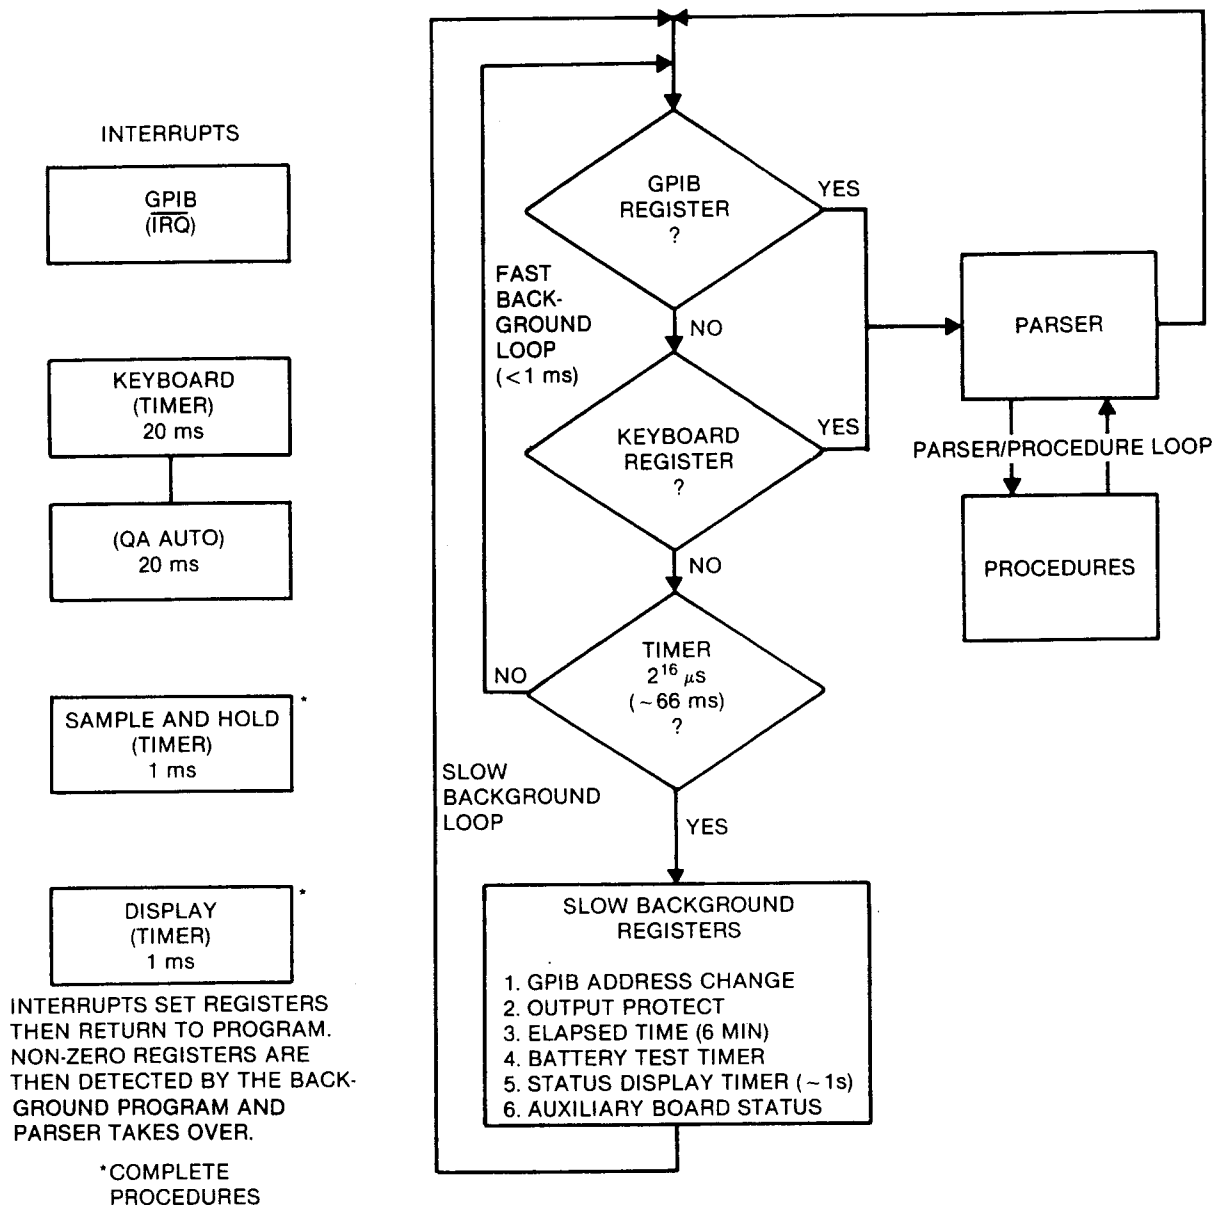 INTERRUPTS
GPIB
(IRQ)
KEYBOARD
(TIMER)
20 ms
(QA AUTO)
20 ms
SAMPLE AND HOLD
(TIMER)
1 ms
*
DISPLAY
(TIMER)
1 ms
*
INTERRUPTS SET REGISTERS
THEN RETURN TO PROGRAM.
NON-ZERO REGISTERS ARE
THEN DETECTED BY THE BACK-
GROUND PROGRAM AND
PARSER TAKES OVER.
*COMPLETE
PROCEDURES
GPIB
REGISTER
?
YES
NO
FAST
BACK-
GROUND
LOOP
(<1 ms)
KEYBOARD
REGISTER
?
YES
NO
TIMER
2¹⁶ µs
(~66 ms)
?
NO
YES
SLOW
BACKGROUND
LOOP
SLOW BACKGROUND
REGISTERS
1. GPIB ADDRESS CHANGE
2. OUTPUT PROTECT
3. ELAPSED TIME (6 MIN)
4. BATTERY TEST TIMER
5. STATUS DISPLAY TIMER (~1s)
6. AUXILIARY BOARD STATUS
PARSER
PARSER/PROCEDURE LOOP
PROCEDURES